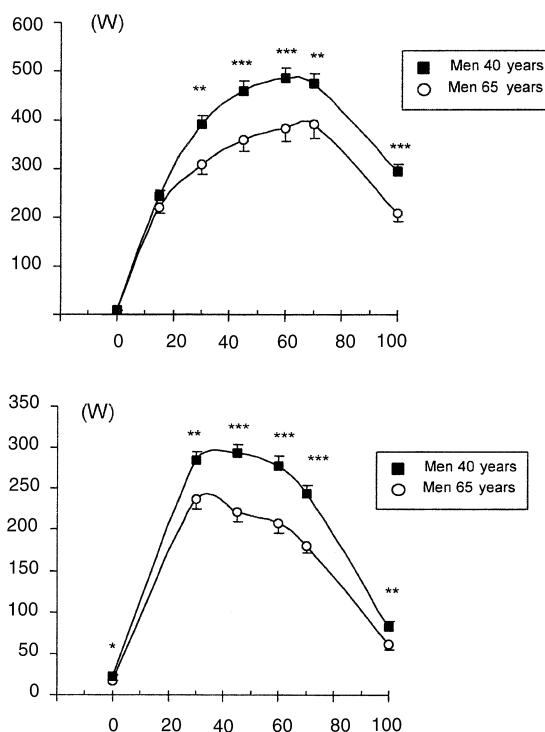 600 (W)
500
400
300
200
100
0 20 40 60 80 100
** *** *** ** ***
Men 40 years
Men 65 years
350 (W)
300
250
200
150
100
50
0
0 20 40 60 80 100
* ** *** *** *** **
Men 40 years
Men 65 years